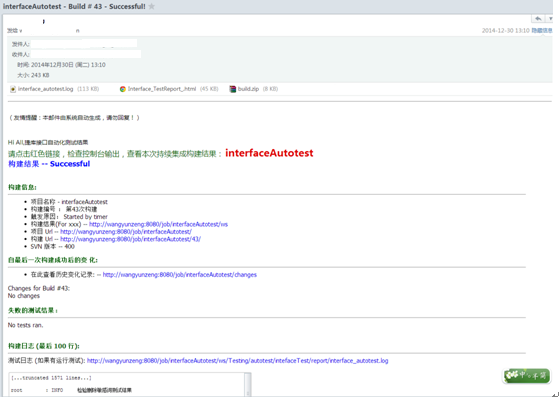 interfaceAutotest - Build # 43 - Successful!
发给
2014-12-30 13:10 隐藏信息
发件人:
收件人:
时间: 2014年12月30日 (周二) 13:10
大小: 243 KB
interface_autotest.log (113 KB) Interface_TestReport_.html (45 KB) build.zip (8 KB)
（友情提醒：本邮件由系统自动生成，请勿回复！）
Hi All,搜库接口自动化测试结果
请点击红色链接，检查控制台输出，查看本次持续集成构建结果： interfaceAutotest
构建结果 -- Successful
构建信息:
项目名称 - interfaceAutotest
构建编号 ： 第43次构建
触发原因： Started by timer
构建结果(For xxx) -- http://wangyunzeng:8080/job/interfaceAutotest/ws
项目 Url -- http://wangyunzeng:8080/job/interfaceAutotest/
构建 Url -- http://wangyunzeng:8080/job/interfaceAutotest/43/
SVN 版本 -- 400
自最后一次构建成功后的变 化:
在此查看历史变化记录: -- http://wangyunzeng:8080/job/interfaceAutotest/changes
Changes for Build #43:
No changes
失败的测试结果：
No tests ran.
构建日志 (最后 100 行):
测试日志 (如果有运行测试): http://wangyunzeng:8080/job/interfaceAutotest/ws/Testing/autotest/intefaceTest/report/interface_autotest.log
[...truncated 1571 lines...]
root : INFO 检验删除敏感词测试结果